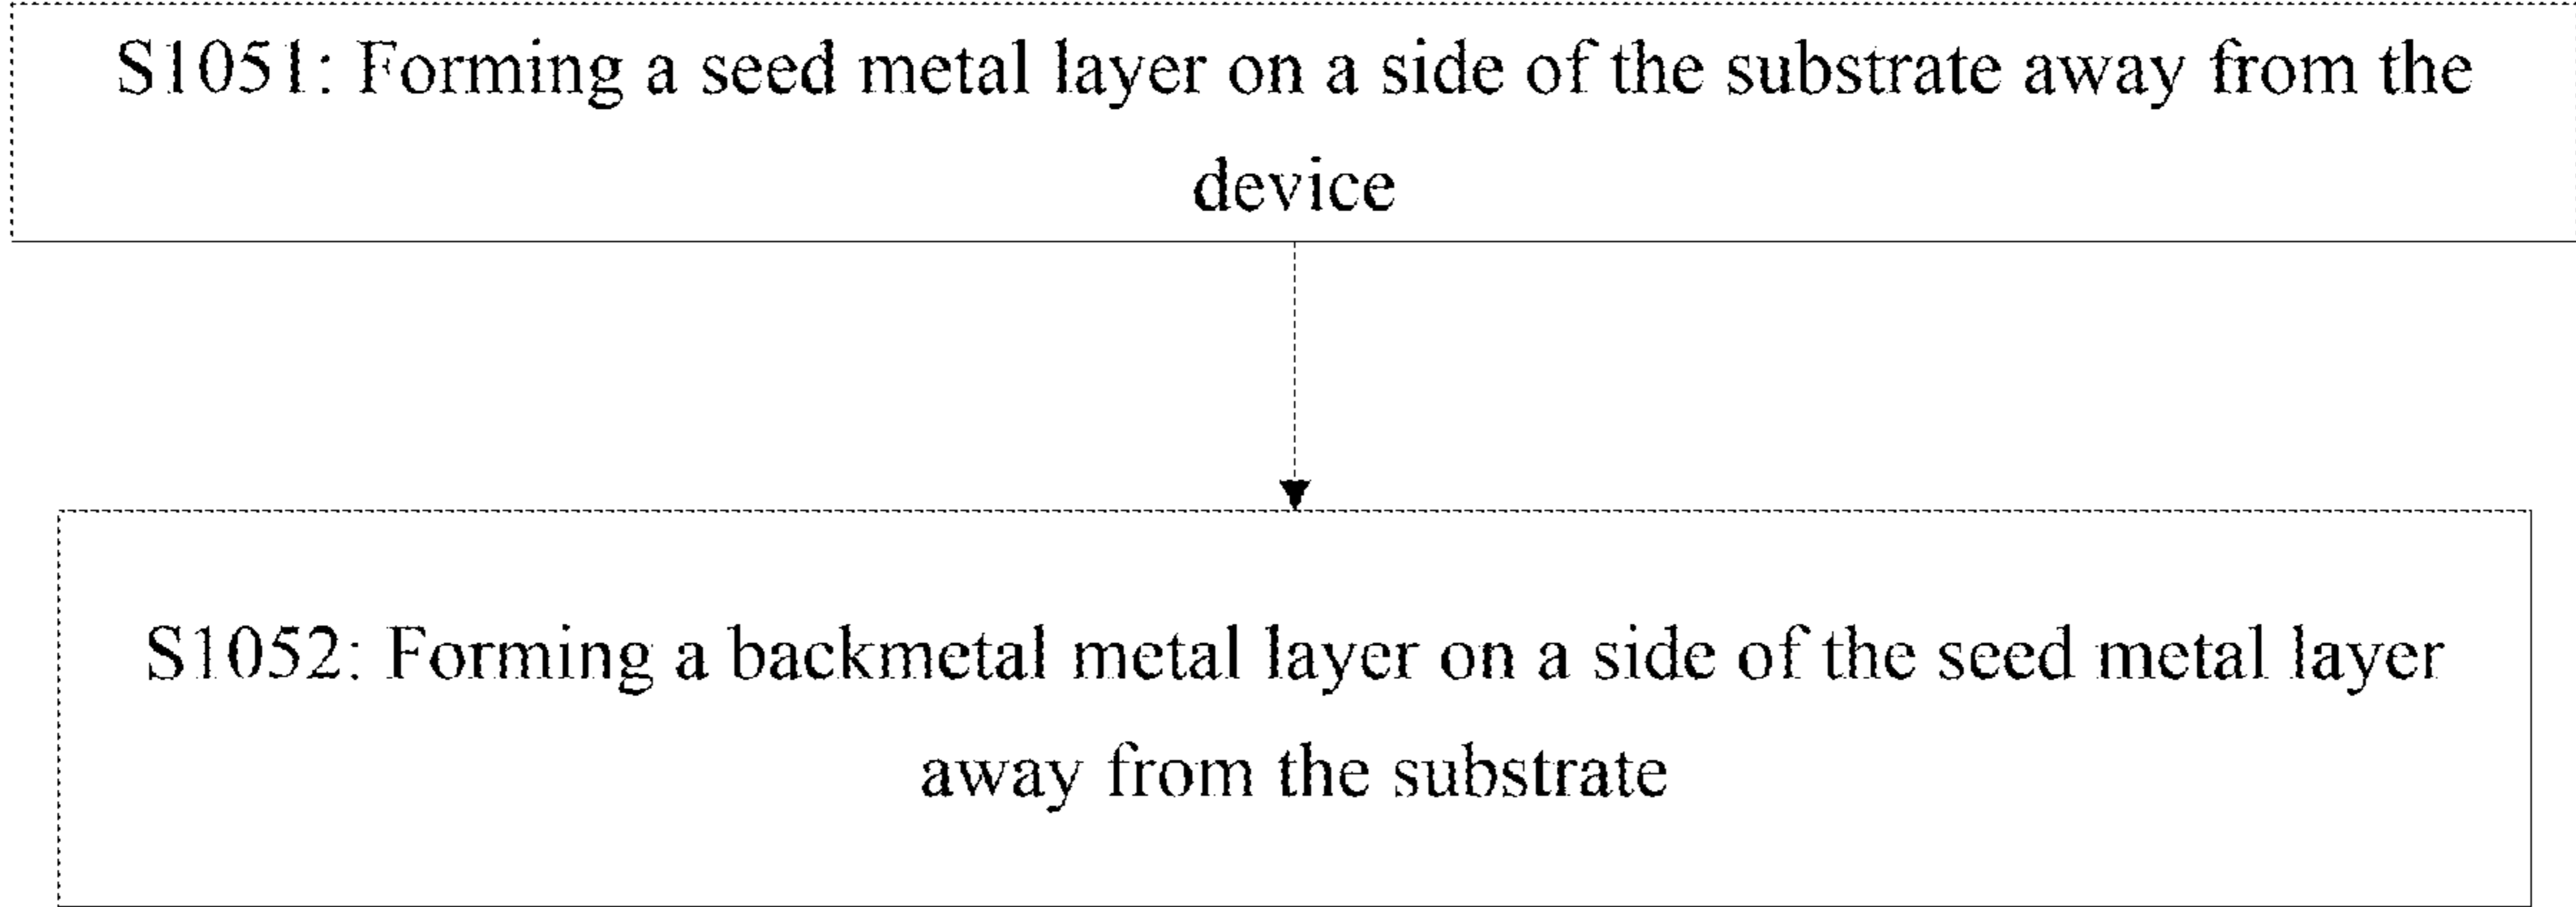 S1051: Forming a seed metal layer on a side of the substrate away from the
device
S1052: Forming a backmetal metal layer on a side of the seed metal layer
away from the substrate